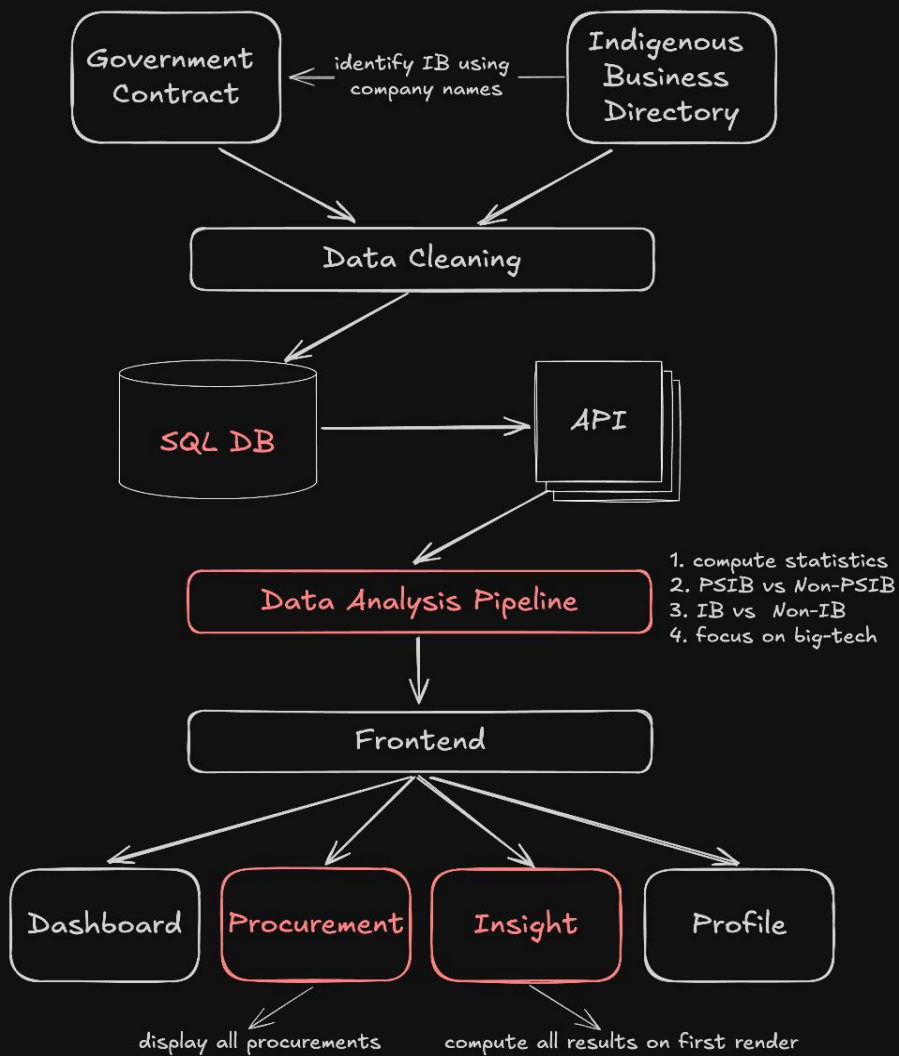 Government
Contract
identify IB using
company names
Indigenous
Business
Directory
Data Cleaning
SQL DB
API
Data Analysis Pipeline
1. compute statistics
2. PSIB vs Non-PSIB
3. IB vs Non-IB
4. focus on big-tech
Frontend
Dashboard
Procurement
Insight
Profile
display all procurements
compute all results on first render